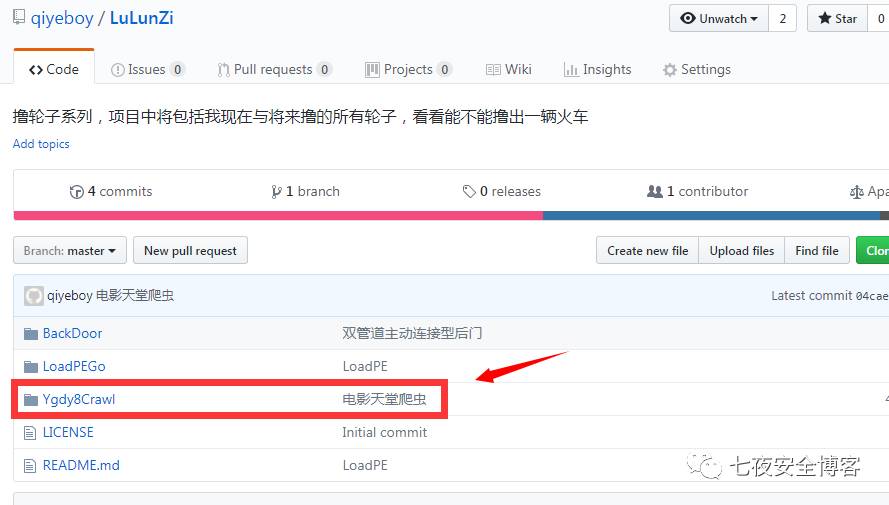 qiyeboy / LuLunZi
Unwatch 2 Star 0
Code Issues 0 Pull requests 0 Projects 0 Wiki Insights Settings
撸轮子系列，项目中将包括我现在与将来撸的所有轮子，看看能不能撸出一辆火车
Add topics
4 commits 1 branch 0 releases 1 contributor Apa
Branch: master New pull request Create new file Upload files Find file Clon
qiyeboy 电影天堂爬虫 Latest commit 04cae
BackDoor 双管道主动连接型后门
LoadPEGo LoadPE
Ygdy8Crawl 电影天堂爬虫 4
LICENSE Initial commit
README.md LoadPE
七夜安全博客